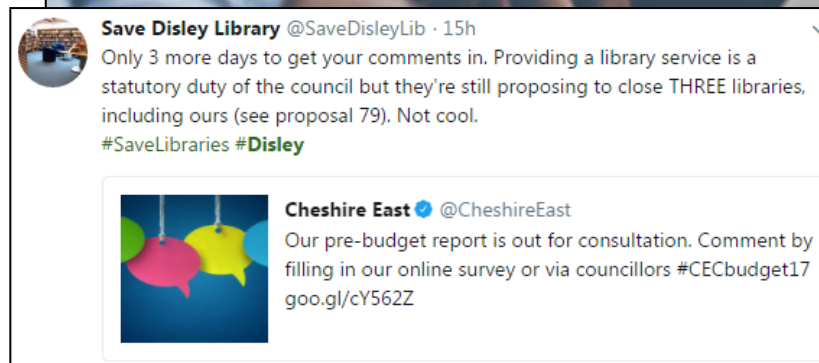 Save Disley Library @SaveDisleyLib · 15h
Only 3 more days to get your comments in. Providing a library service is a
statutory duty of the council but they're still proposing to close THREE libraries,
including ours (see proposal 79). Not cool.
#SaveLibraries #Disley
Cheshire East @CheshireEast
Our pre-budget report is out for consultation. Comment by
filling in our online survey or via councillors #CECbudget17
goo.gl/cY562Z